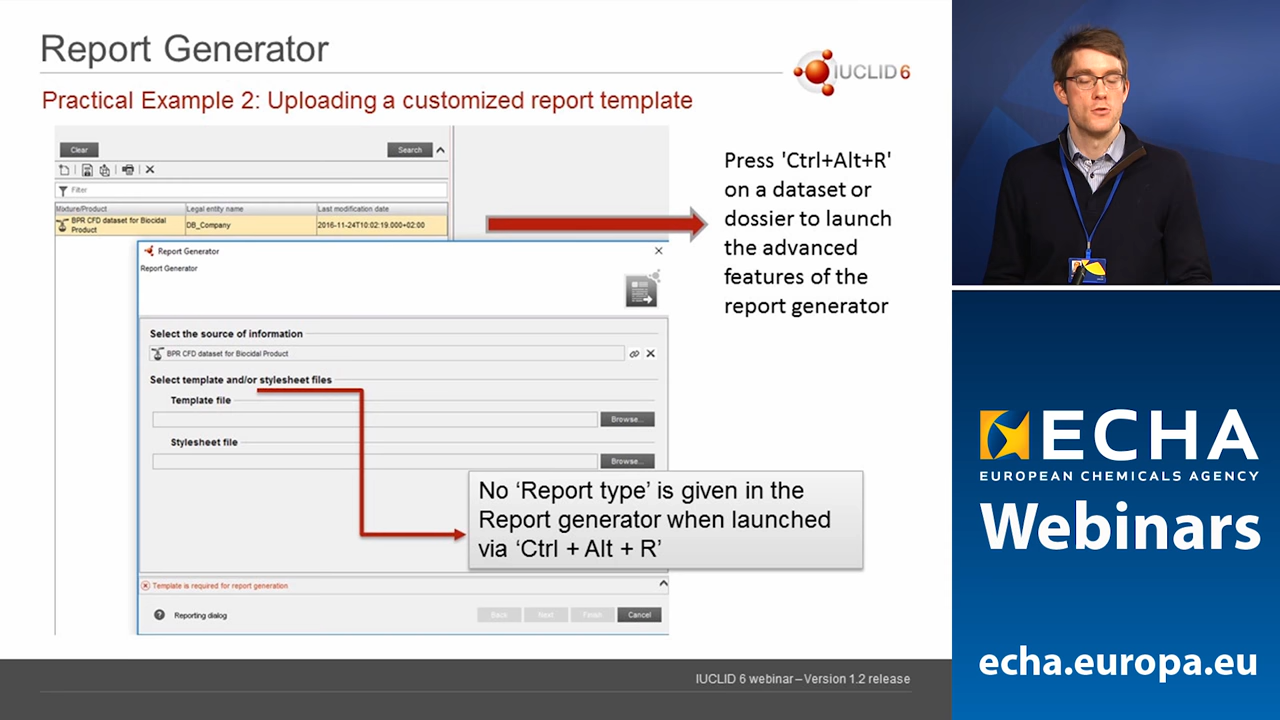 Report Generator
IUCLID 6
Practical Example 2: Uploading a customized report template
Clear
Search
Filter
Mixture/Product
Legal entity name
Last modification date
BPR CFD dataset for Biocidal
Product
DB_Company
2016-11-24T10:02:19.000+02:00
Press 'Ctrl+Alt+R'
on a dataset or
dossier to launch
the advanced
features of the
report generator
Report Generator
Report Generator
Select the source of information
BPR CFD dataset for Biocidal Product
Select template and/or stylesheet files
Template file
Browse...
Stylesheet file
Browse...
No ‘Report type’ is given in the
Report generator when launched
via ‘Ctrl + Alt + R’
Template is required for report generation
Reporting dialog
Back
Next
Finish
Cancel
IUCLID 6 webinar – Version 1.2 release
ECHA
EUROPEAN CHEMICALS AGENCY
Webinars
echa.europa.eu